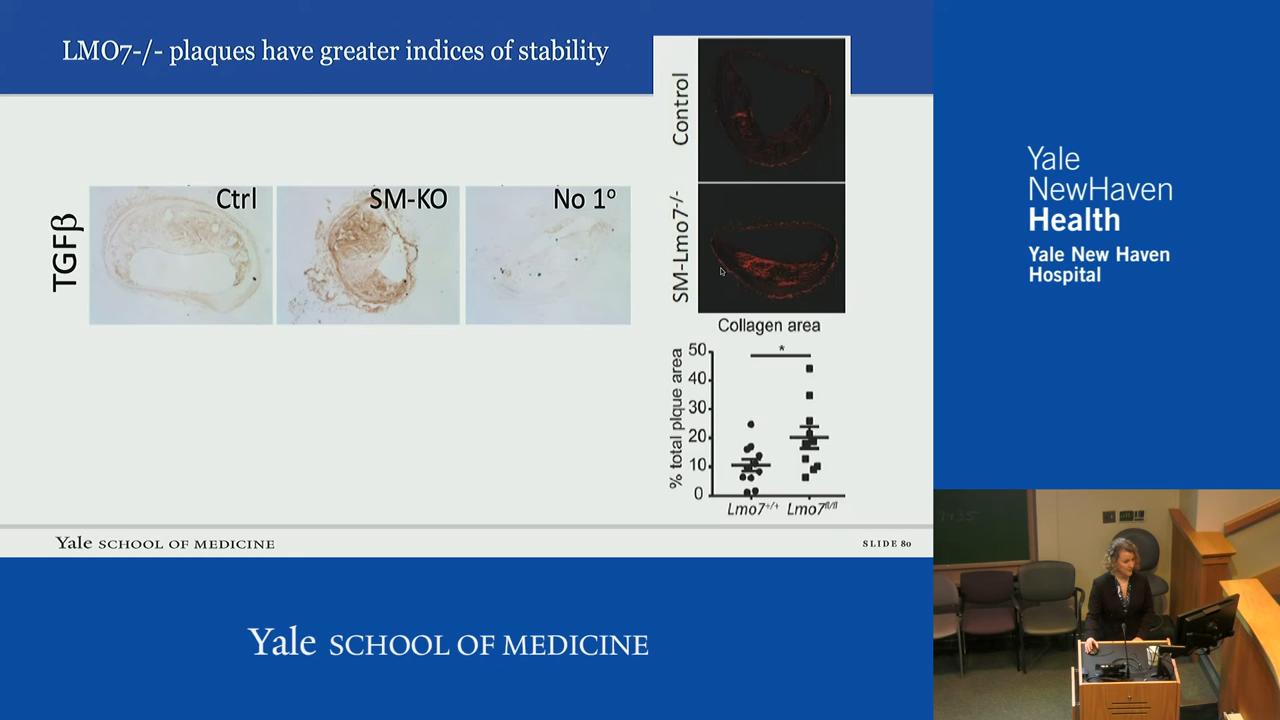 LMO7-/- plaques have greater indices of stability
TGFβ
Ctrl
SM-KO
No 1º
Control
SM-Lmo7-/-
Collagen area
% total plque area
50
40
30
20
10
0
*
Lmo7+/+
Lmo7fl/fl
Yale SCHOOL OF MEDICINE
SLIDE 80
Yale
NewHaven
Health
Yale New Haven
Hospital
Yale SCHOOL OF MEDICINE